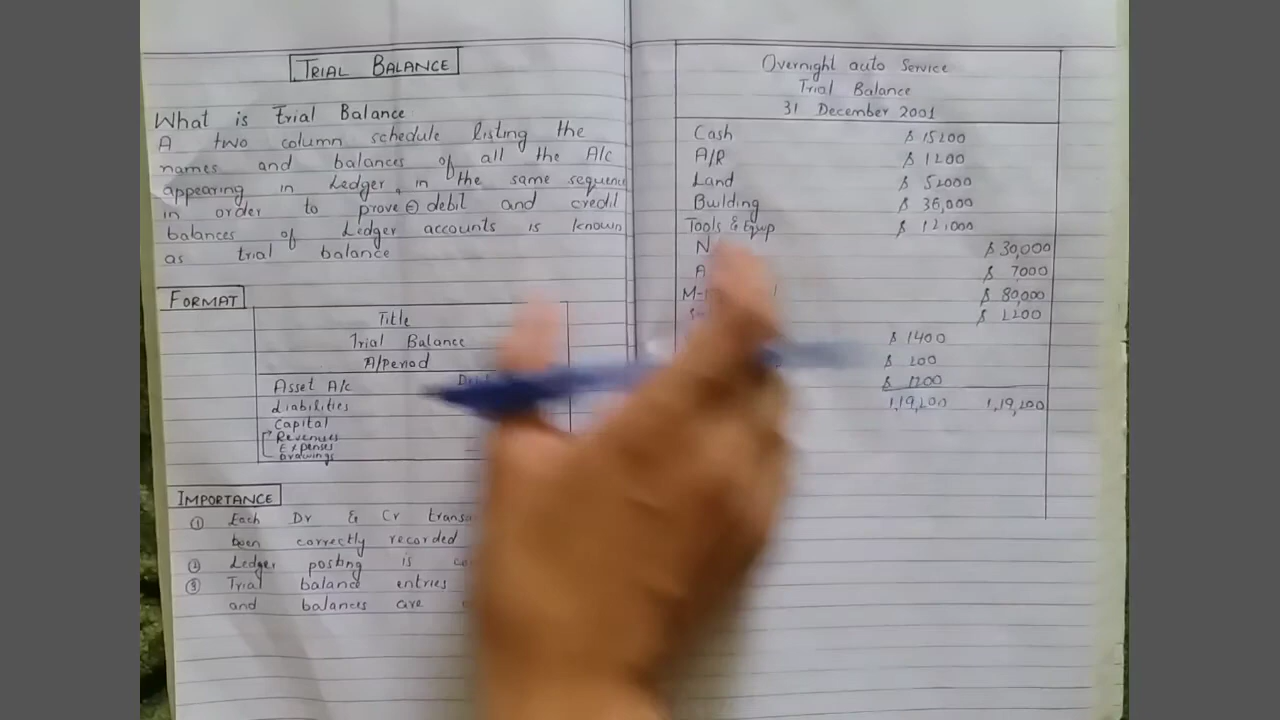 TRIAL BALANCE
What is trial Balance
A two column schedule listing the
names and balances of all the A/c
appearing in Ledger, in the same sequence
in order to prove debit and credit
balances of Ledger accounts is known
as trial balance
FORMAT
Title
Trial Balance
A/Period
Asset A/c
Liabilities
Capital
Revenues
Expenses
Drawings
IMPORTANCE
① Each Dr & Cr
been correctly recorded
② Ledger posting is
③ Trial balance entries
and balances are
Overnight auto Service
Trial Balance
31 December 2001
Cash $ 15200
A/R $ 1200
Land $ 52000
Building $ 36,000
Tools & Equip $ 12,000
$ 30,000
$ 7000
$ 80,000
$ 2200
$ 1400
$ 200
$ 1200
1,19,200 1,19,200